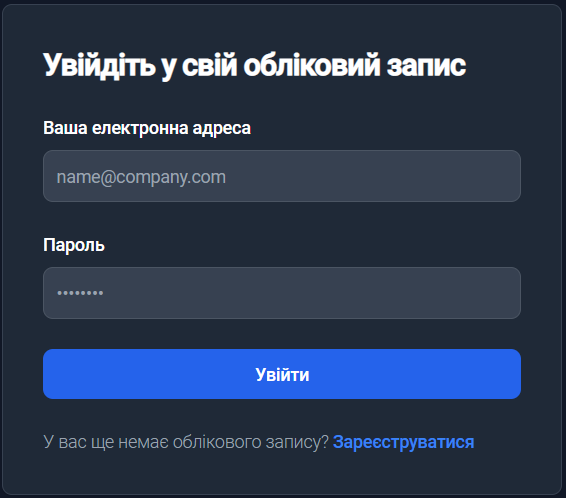 Увійдіть у свій обліковий запис
Ваша електронна адреса
name@company.com
Пароль
••••••••
Увійти
У вас ще немає облікового запису? Зареєструватися